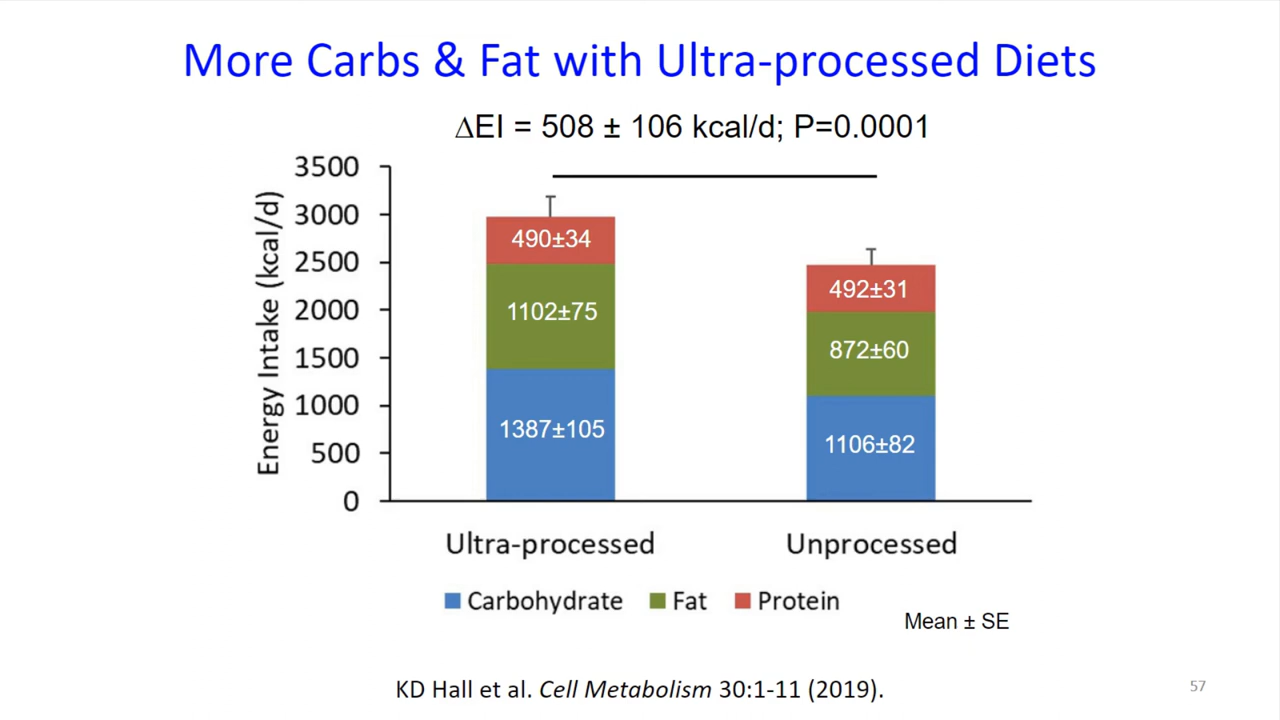 More Carbs & Fat with Ultra-processed Diets
∆EI = 508 ± 106 kcal/d; P=0.0001
Energy Intake (kcal/d)
3500
3000
2500
2000
1500
1000
500
0
490±34
1102±75
1387±105
492±31
872±60
1106±82
Ultra-processed
Unprocessed
Carbohydrate Fat Protein
Mean ± SE
KD Hall et al. Cell Metabolism 30:1-11 (2019).
57